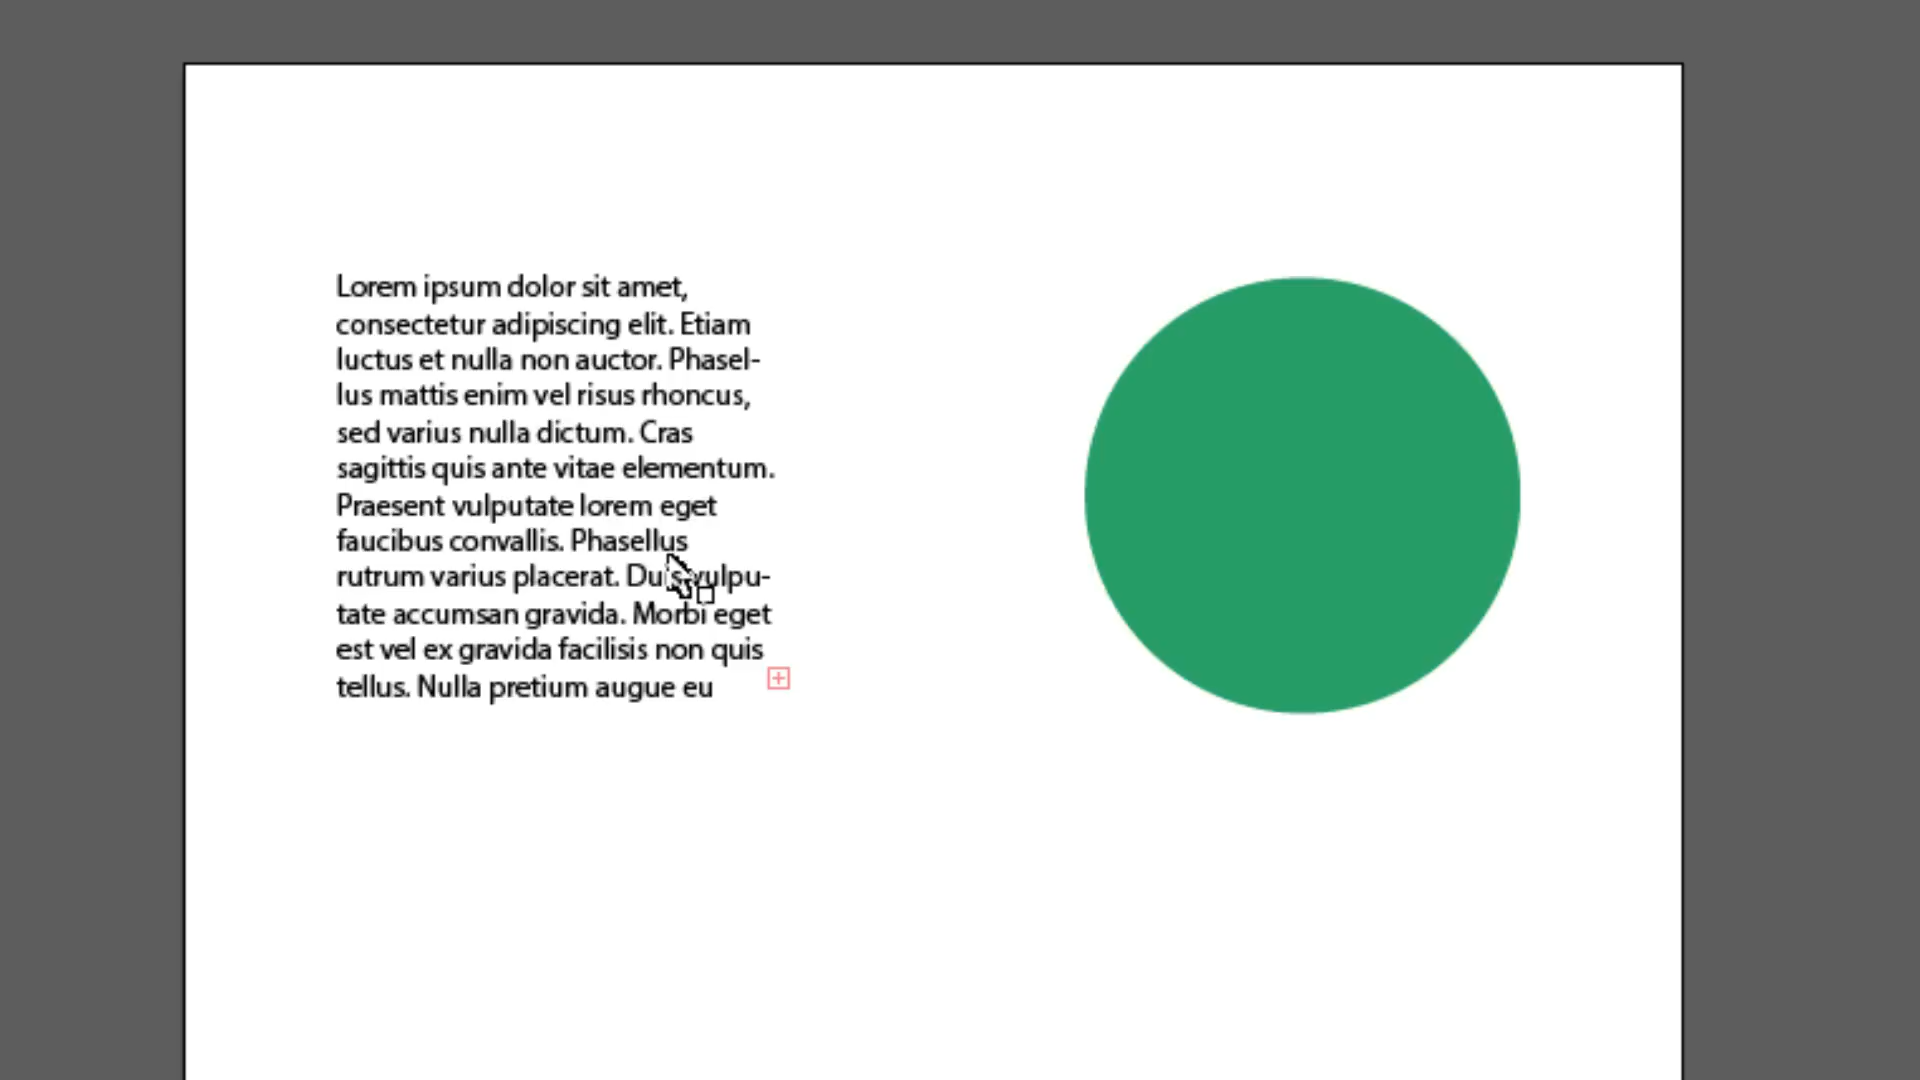 Lorem ipsum dolor sit amet,
consectetur adipiscing elit. Etiam
luctus et nulla non auctor. Phasel-
lus mattis enim vel risus rhoncus,
sed varius nulla dictum. Cras
sagittis quis ante vitae elementum.
Praesent vulputate lorem eget
faucibus convallis. Phasellus
rutrum varius placerat. Duis vulpu-
tate accumsan gravida. Morbi eget
est vel ex gravida facilisis non quis
tellus. Nulla pretium augue eu